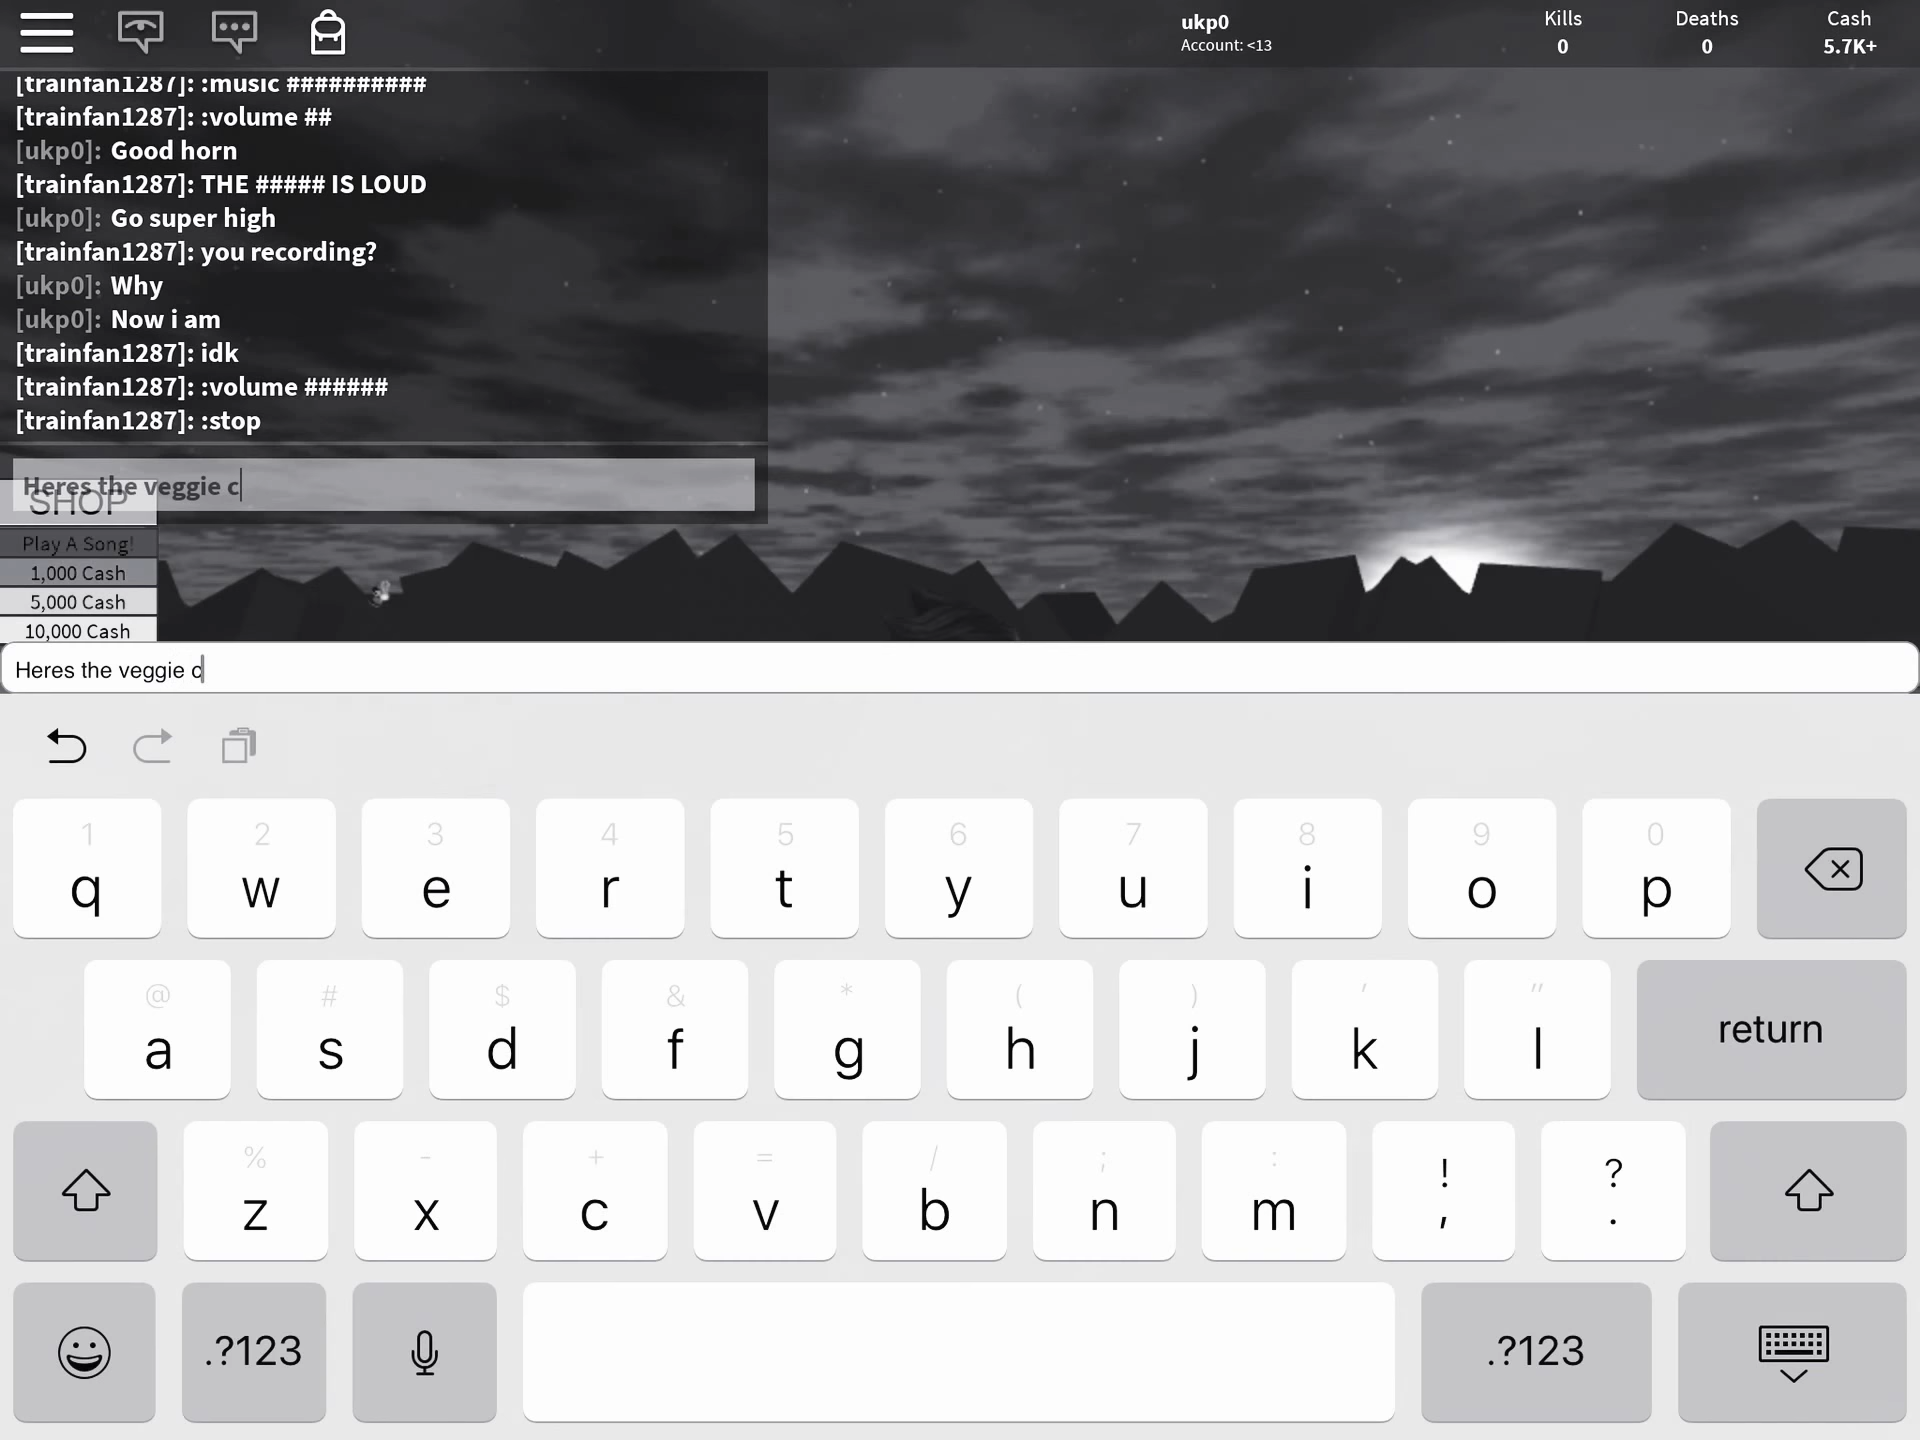 ukp0
Account: <13
Kills
0
Deaths
0
Cash
5.7K+
[trainfan1287]: :music ##########
[trainfan1287]: :volume ##
[ukp0]: Good horn
[trainfan1287]: THE ##### IS LOUD
[ukp0]: Go super high
[trainfan1287]: you recording?
[ukp0]: Why
[ukp0]: Now i am
[trainfan1287]: idk
[trainfan1287]: :volume ######
[trainfan1287]: :stop
Heres the veggie c
SHOP
Play A Song!
1,000 Cash
5,000 Cash
10,000 Cash
Heres the veggie c
1 2 3 4 5 6 7 8 9 0
q w e r t y u i o p
@ # $ & * ( ) ' "
a s d f g h j k l return
% - + = / ; : ! ?
z x c v b n m , .
.?123 .?123